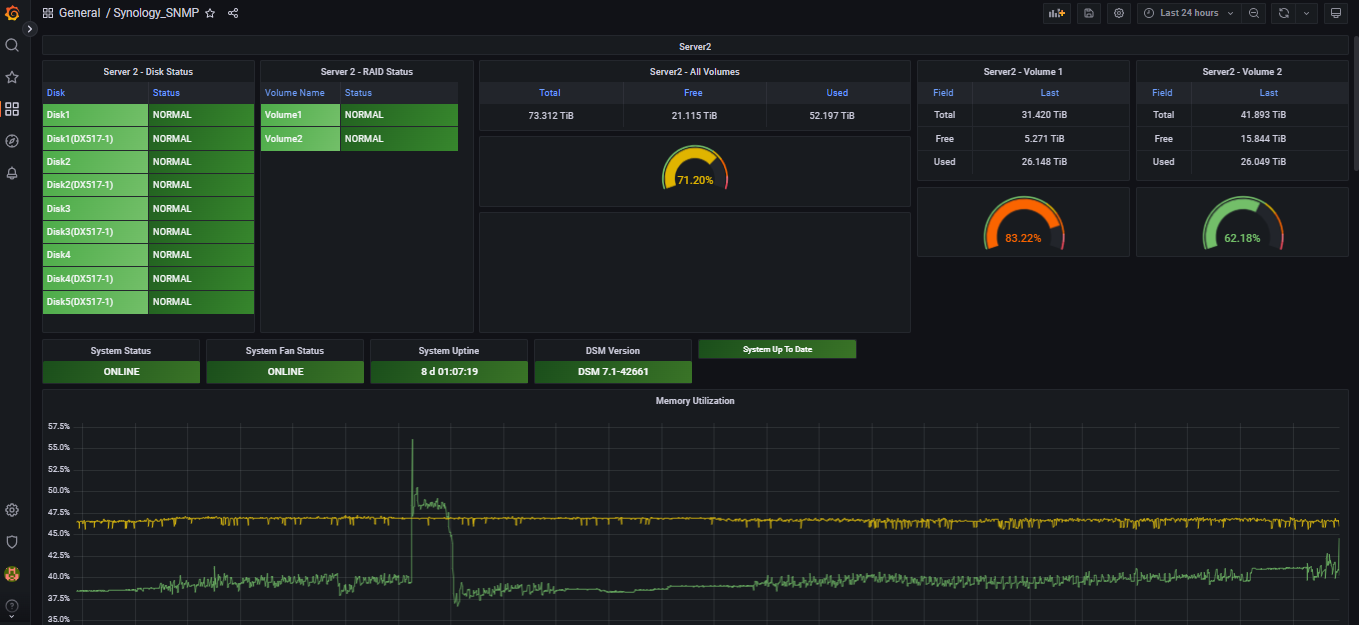 General / Synology_SNMP
Last 24 hours
Server2
Server 2 - Disk Status
Disk Status
Disk1 NORMAL
Disk1(DX517-1) NORMAL
Disk2 NORMAL
Disk2(DX517-1) NORMAL
Disk3 NORMAL
Disk3(DX517-1) NORMAL
Disk4 NORMAL
Disk4(DX517-1) NORMAL
Disk5(DX517-1) NORMAL
Server 2 - RAID Status
Volume Name Status
Volume1 NORMAL
Volume2 NORMAL
Server2 - All Volumes
Total Free Used
73.312 TiB 21.115 TiB 52.197 TiB
71.20%
Server2 - Volume 1
Field Last
Total 31.420 TiB
Free 5.271 TiB
Used 26.148 TiB
83.22%
Server2 - Volume 2
Field Last
Total 41.893 TiB
Free 15.844 TiB
Used 26.049 TiB
62.18%
System Status
ONLINE
System Fan Status
ONLINE
System Uptine
8 d 01:07:19
DSM Version
DSM 7.1-42661
System Up To Date
Memory Utilization
57.5%
55.0%
52.5%
50.0%
47.5%
45.0%
42.5%
40.0%
37.5%
35.0%